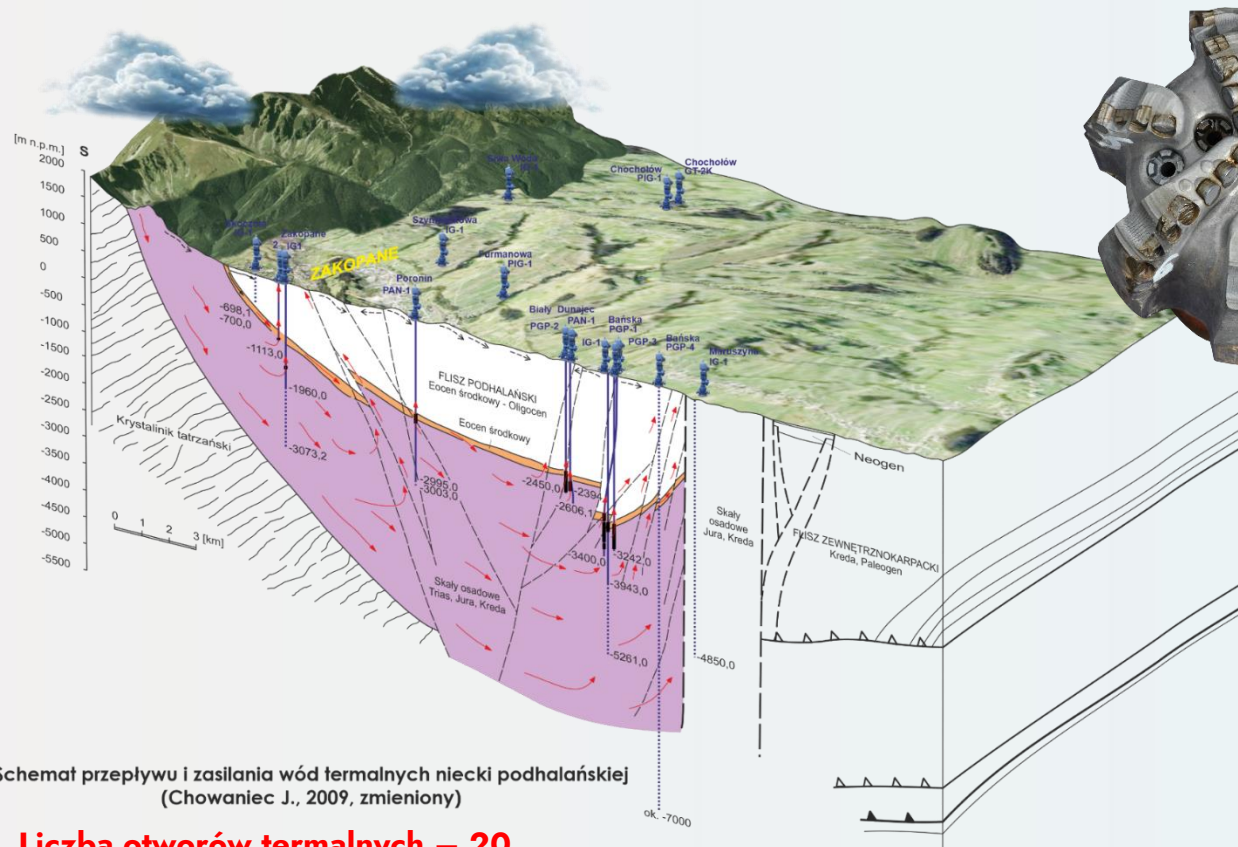 [m n.p.m.]
S
2000
1500
1000
500
0
-500
-1000
-1500
-2000
-2500
-3000
-3500
-4000
-4500
-5000
-5500
IG-1
Chochołów
PIG-1
Chochołów
GT-2K
Zakopane
2 IG1
ZAKOPANE
IG-1
Furmanowa
PIG-1
Poronin
PAN-1
Biały Dunajec
PGP-2 PAN-1
Bańska
IG-1 PGP-1
PGP-3
Bańska
PGP-4
Maruszyna
IG-1
-698,1
-700,0
-1113,0
-1960,0
-3073,2
FLISZ PODHALAŃSKI
Eocen środkowy - Oligocen
Eocen środkowy
Krystalinik tatrzański
-2995,0
-3003,0
-2450,0
-2394
-2606,1
-3400,0
-3242,0
-3943,0
-5261,0
-4850,0
ok. -7000
Skały osadowe
Trias, Jura, Kreda
Skały
osadowe
Jura, Kreda
Neogen
FLISZ ZEWNĘTRZNOKARPACKI
Kreda, Paleogen
0 1 2 3 [km]
Schemat przepływu i zasilania wód termalnych niecki podhalańskiej
(Chowaniec J., 2009, zmieniony)
Liczba otworów termalnych – 20